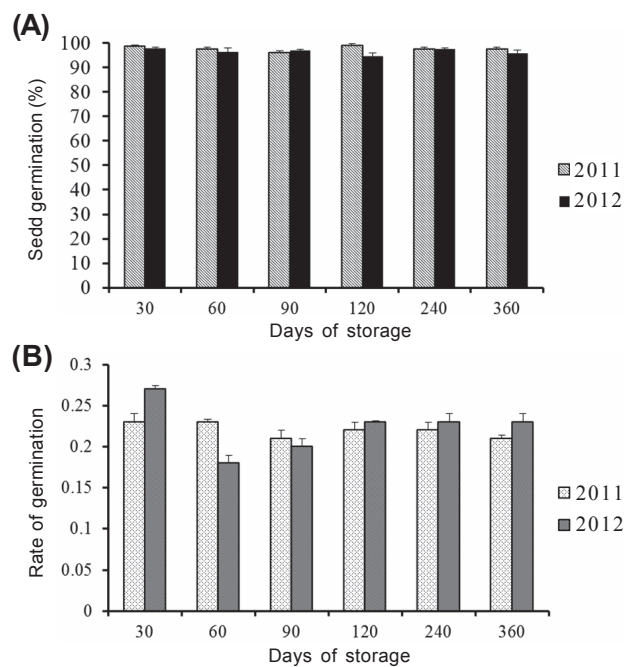 (A)
Sedd germination (%)
100
90
80
70
60
50
40
30
20
10
0
30 60 90 120 240 360
Days of storage
2011
2012
(B)
Rate of germination
0.3
0.25
0.2
0.15
0.1
0.05
0
30 60 90 120 240 360
Days of storage
2011
2012